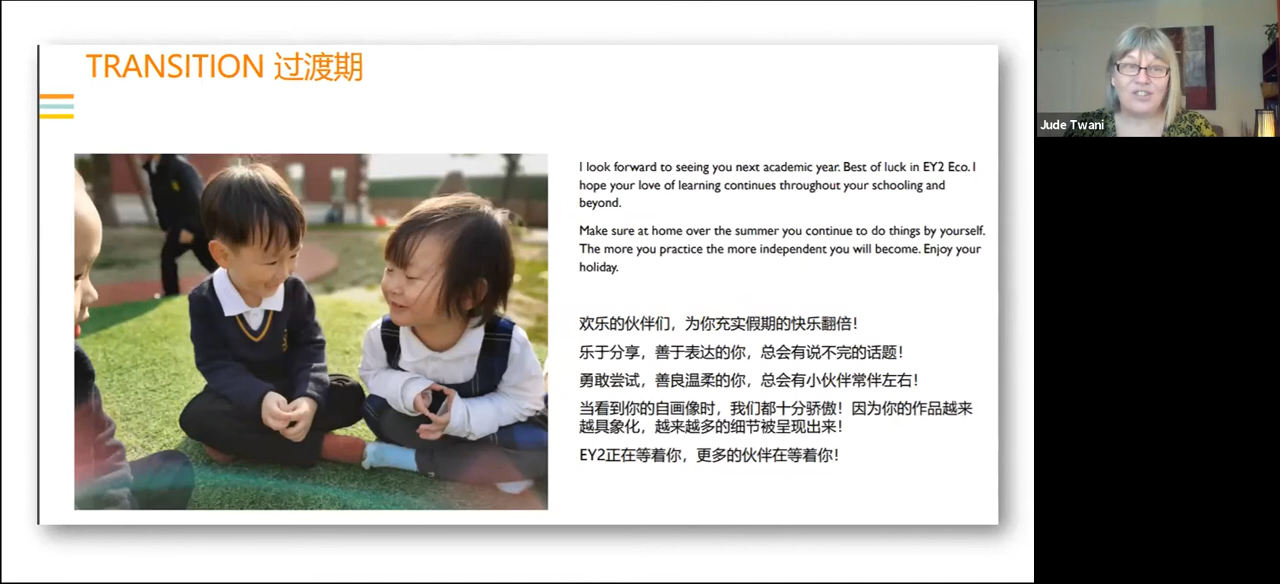 TRANSITION 过渡期
I look forward to seeing you next academic year. Best of luck in EY2 Eco. I
hope your love of learning continues throughout your schooling and
beyond.
Make sure at home over the summer you continue to do things by yourself.
The more you practice the more independent you will become. Enjoy your
holiday.
欢乐的伙伴们，为你充实假期的快乐翻倍！
乐于分享，善于表达的你，总会有说不完的话题！
勇敢尝试，善良温柔的你，总会有小伙伴常伴左右！
当看到你的自画像时，我们都十分骄傲！因为你的作品越来
越具象化，越来越多的细节被呈现出来！
EY2正在等着你，更多的伙伴在等着你！
Jude Twani